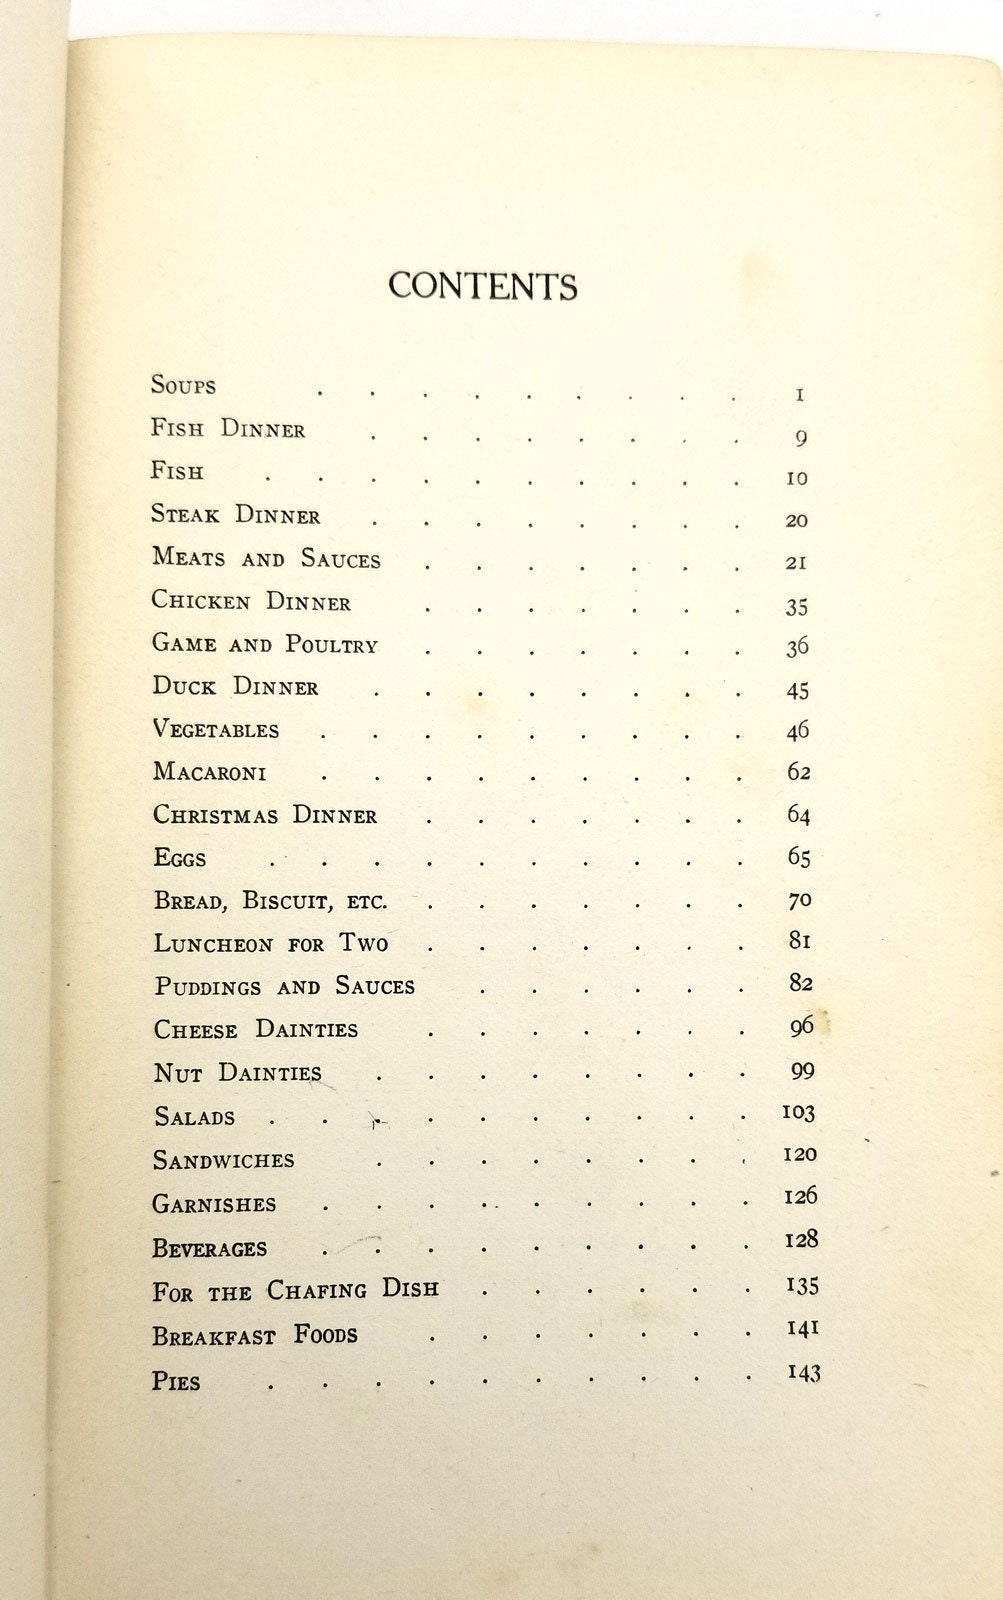 CONTENTS
SOUPS . . . . . . . . . 1
FISH DINNER . . . . . . . . 9
FISH . . . . . . . . . . 10
STEAK DINNER . . . . . . . . 20
MEATS AND SAUCES . . . . . . . 21
CHICKEN DINNER . . . . . . . 35
GAME AND POULTRY . . . . . . . 36
DUCK DINNER . . . . . . . . 45
VEGETABLES . . . . . . . . . 46
MACARONI . . . . . . . . . 62
CHRISTMAS DINNER . . . . . . . 64
EGGS . . . . . . . . . . 65
BREAD, BISCUIT, ETC. . . . . . . . 70
LUNCHEON FOR TWO . . . . . . . 81
PUDDINGS AND SAUCES . . . . . . 82
CHEESE DAINTIES . . . . . . . 96
NUT DAINTIES . . . . . . . . 99
SALADS . . . . . . . . . . 103
SANDWICHES . . . . . . . . 120
GARNISHES . . . . . . . . . 126
BEVERAGES . . . . . . . . . 128
FOR THE CHAFING DISH . . . . . . 135
BREAKFAST FOODS . . . . . . . 141
PIES . . . . . . . . . . 143